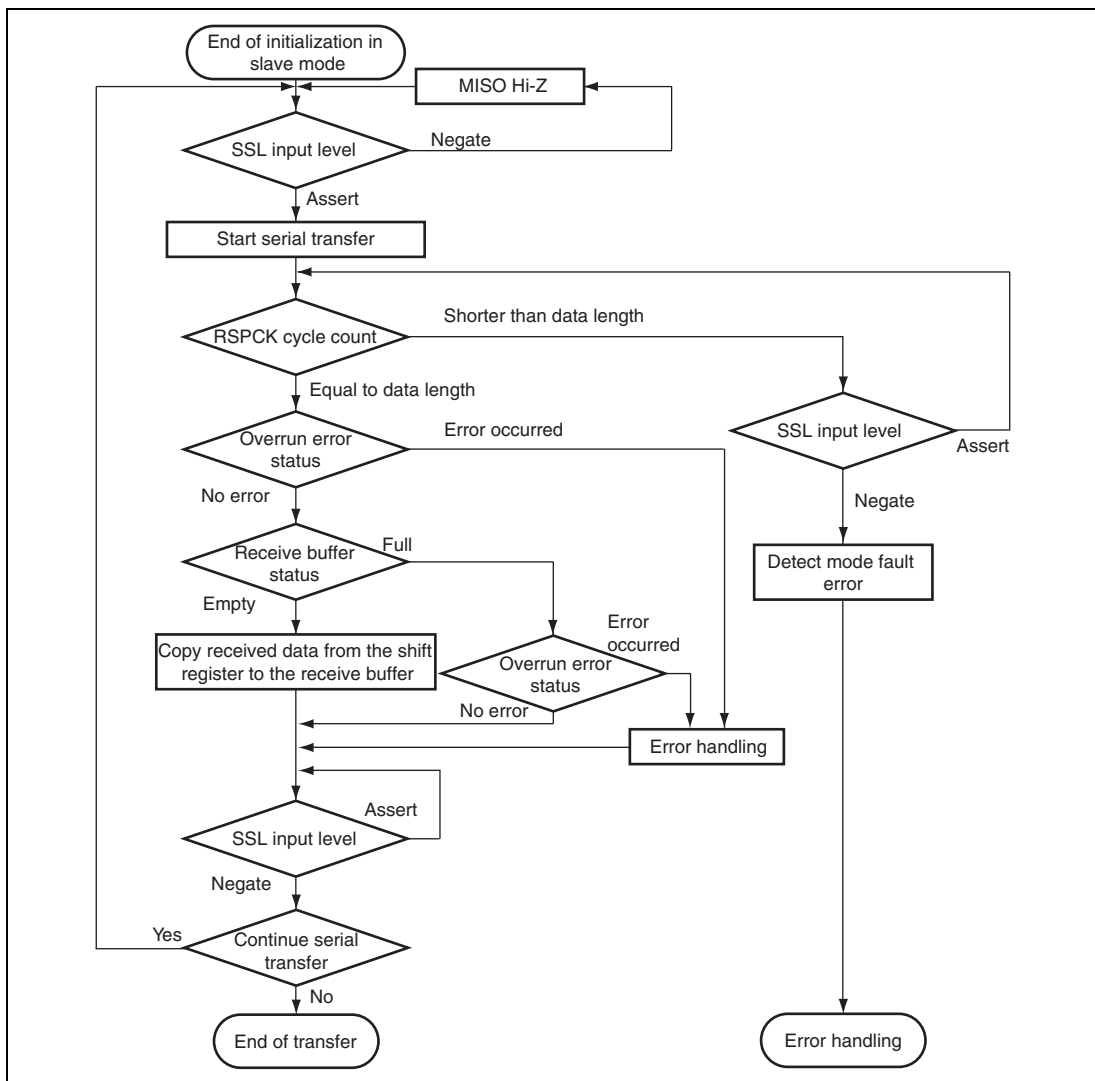 End of initialization in
slave mode
MISO Hi-Z
SSL input level
Negate
Assert
Start serial transfer
RSPCK cycle count
Shorter than data length
Equal to data length
SSL input level
Assert
Overrun error
status
Error occurred
No error
Negate
Receive buffer
status
Full
Detect mode fault
error
Empty
Copy received data from the shift
register to the receive buffer
Error
occurred
Overrun error
status
No error
Error handling
Assert
SSL input level
Negate
Yes
Continue serial
transfer
No
End of transfer
Error handling